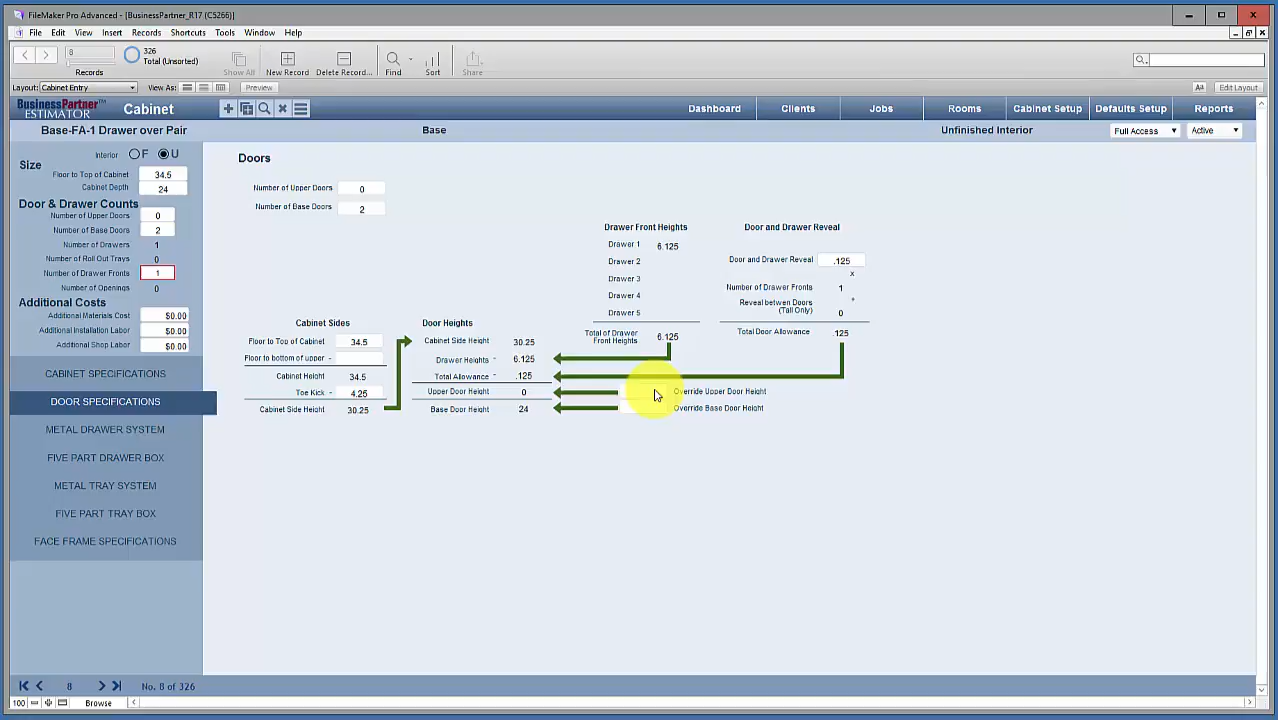 FileMaker Pro Advanced - [BusinessPartner_R17 (C5266)]
File Edit View Insert Records Shortcuts Tools Window Help
8
326
Total (Unsorted)
Records
Show All
New Record
Delete Record...
Find
Sort
Share
Layout: Cabinet Entry
View As:
Preview
Aa
Edit Layout
BusinessPartner™
ESTIMATOR
Cabinet
Dashboard
Clients
Jobs
Rooms
Cabinet Setup
Defaults Setup
Reports
Base-FA-1 Drawer over Pair
Base
Unfinished Interior
Full Access
Active
Interior F U
Size
Floor to Top of Cabinet 34.5
Cabinet Depth 24
Door & Drawer Counts
Number of Upper Doors 0
Number of Base Doors 2
Number of Drawers 1
Number of Roll Out Trays 0
Number of Drawer Fronts 1
Number of Openings 0
Additional Costs
Additional Materials Cost $0.00
Additional Installation Labor $0.00
Additional Shop Labor $0.00
CABINET SPECIFICATIONS
DOOR SPECIFICATIONS
METAL DRAWER SYSTEM
FIVE PART DRAWER BOX
METAL TRAY SYSTEM
FIVE PART TRAY BOX
FACE FRAME SPECIFICATIONS
Doors
Number of Upper Doors 0
Number of Base Doors 2
Drawer Front Heights
Drawer 1 6.125
Drawer 2
Drawer 3
Drawer 4
Drawer 5
Total of Drawer
Front Heights 6.125
Door and Drawer Reveal
Door and Drawer Reveal .125
x
Number of Drawer Fronts 1
Reveal betwen Doors
(Tall Only) +
0
Total Door Allowance .125
Cabinet Sides
Floor to Top of Cabinet 34.5
Floor to bottom of upper -
Cabinet Height 34.5
Toe Kick - 4.25
Cabinet Side Height 30.25
Door Heights
Cabinet Side Height 30.25
Drawer Heights - 6.125
Total Allowance - .125
Upper Door Height 0
Base Door Height 24
Override Upper Door Height
Override Base Door Height
8
No. 8 of 326
100
Browse